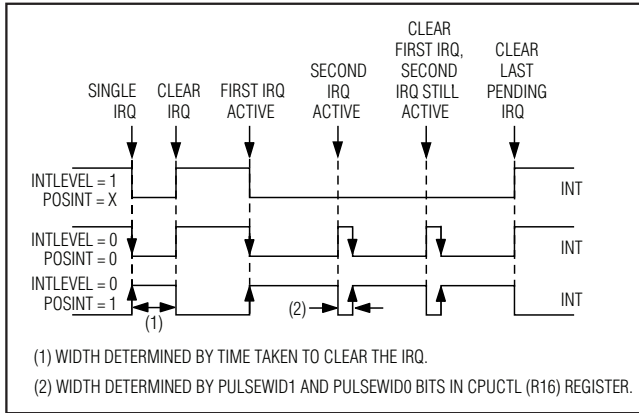 SINGLE
IRQ
CLEAR
IRQ
FIRST IRQ
ACTIVE
SECOND
IRQ
ACTIVE
CLEAR
FIRST IRQ,
SECOND
IRQ STILL
ACTIVE
CLEAR
LAST
PENDING
IRQ
INTLEVEL = 1
POSINT = X
INT
INTLEVEL = 0
POSINT = 0
INT
INTLEVEL = 0
POSINT = 1
(1)
(2)
INT
(1) WIDTH DETERMINED BY TIME TAKEN TO CLEAR THE IRQ.
(2) WIDTH DETERMINED BY PULSEWID1 AND PULSEWID0 BITS IN CPUCTL (R16) REGISTER.